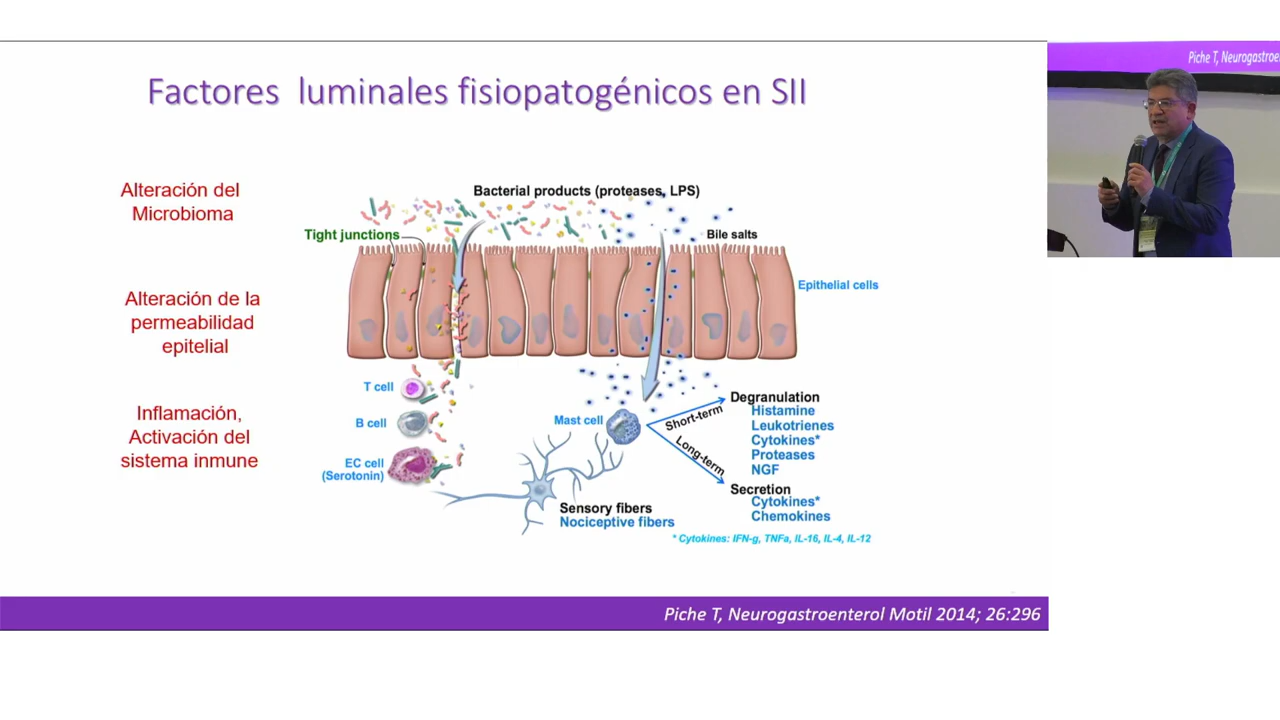 Factores luminales fisiopatogénicos en SII
Piche T, Neurogastroe
Alteración del
Microbioma
Bacterial products (proteases, LPS)
Tight junctions
Bile salts
Epithelial cells
Alteración de la
permeabilidad
epitelial
T cell
B cell
EC cell
(Serotonin)
Inflamación,
Activación del
sistema inmune
Mast cell
Short-term
Long-term
Degranulation
Histamine
Leukotrienes
Cytokines*
Proteases
NGF
Secretion
Cytokines*
Chemokines
Sensory fibers
Nociceptive fibers
* Cytokines: IFN-g, TNFa, IL-16, IL-4, IL-12
Piche T, Neurogastroenterol Motil 2014; 26:296